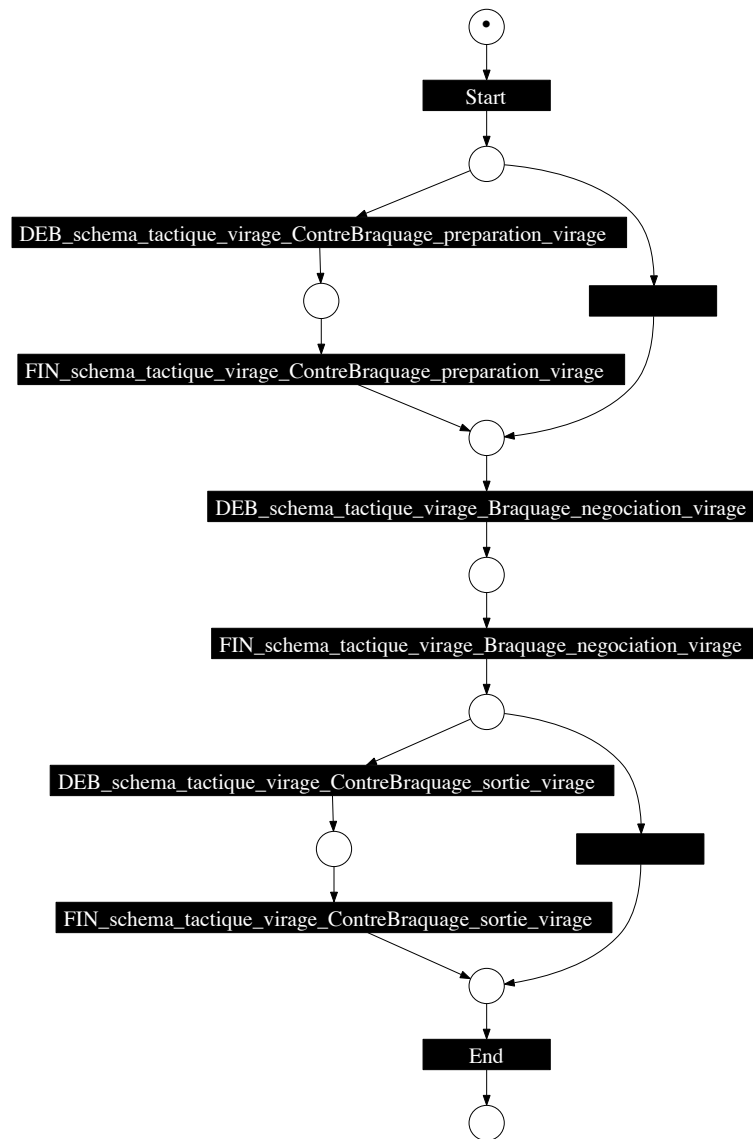 Start
DEB_schema_tactique_virage_ContreBraquage_preparation_virage
FIN_schema_tactique_virage_ContreBraquage_preparation_virage
DEB_schema_tactique_virage_Braquage_negociation_virage
FIN_schema_tactique_virage_Braquage_negociation_virage
DEB_schema_tactique_virage_ContreBraquage_sortie_virage
FIN_schema_tactique_virage_ContreBraquage_sortie_virage
End